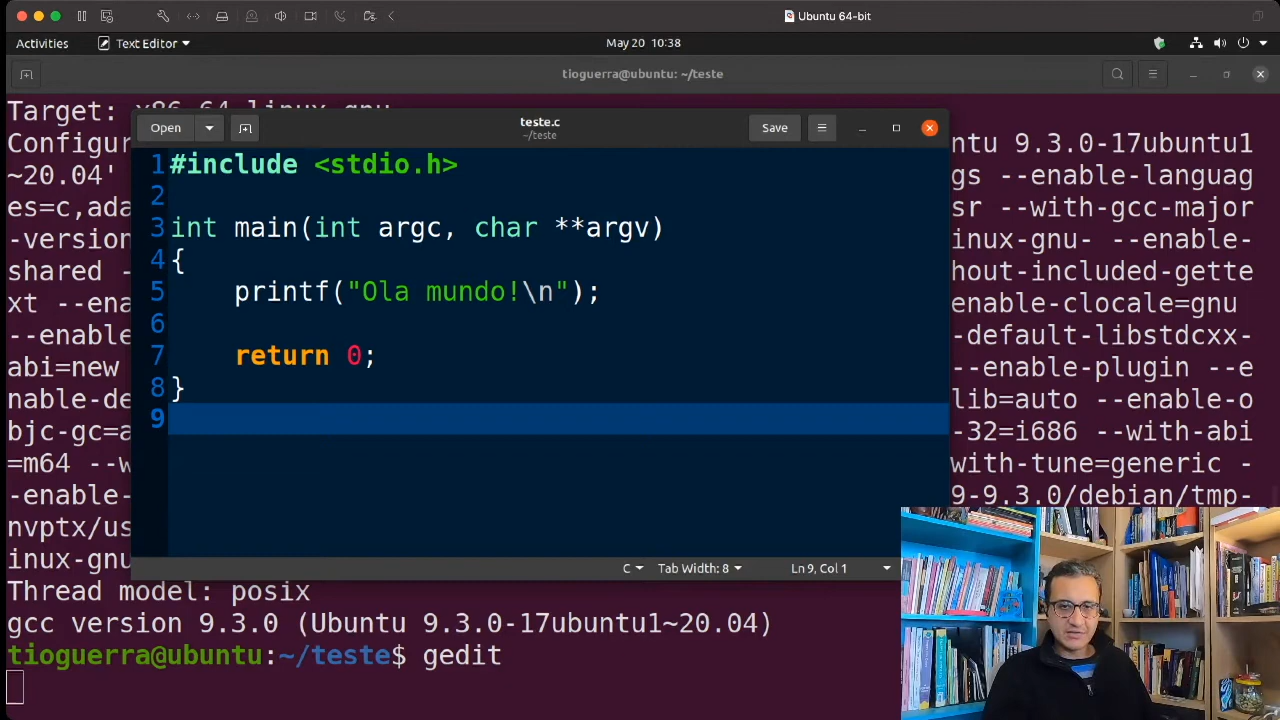 Ubuntu 64-bit
Activities
Text Editor
May 20 10:38
tioguerra@ubuntu: ~/teste
Target: x86_64-linux-gnu
Open
teste.c
~/teste
Save
1 #include <stdio.h>
2
3 int main(int argc, char **argv)
4 {
5 printf("Ola mundo!\n");
6
7 return 0;
8 }
9
C
Tab Width: 8
Ln 9, Col 1
Configur ntu 9.3.0-17ubuntu1
~20.04' gs --enable-languag
es=c,ada sr --with-gcc-major
-version inux-gnu- --enable-
shared - hout-included-gette
xt --ena enable-clocale=gnu
--enable -default-libstdcxx-
abi=new --enable-plugin --e
enable-de lib=auto --enable-o
bjc-gc=a -32=i686 --with-abi
=m64 --w with-tune=generic -
-enable- 9-9.3.0/debian/tmp-
nvptx/us
inux-gnu
Thread model: posix
gcc version 9.3.0 (Ubuntu 9.3.0-17ubuntu1~20.04)
tioguerra@ubuntu:~/teste$ gedit